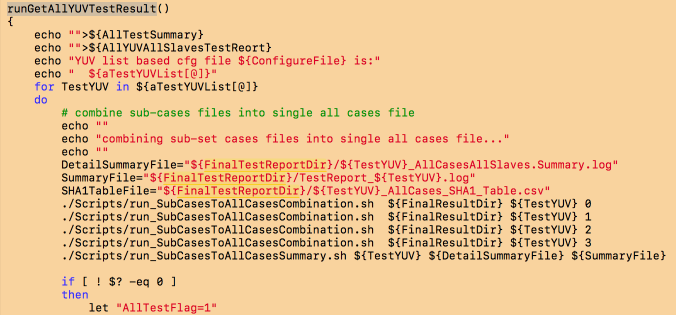 runGetAllYUVTestResult()
{
    echo "">${AllTestSummary}
    echo "">${AllYUVAllSlavesTestReort}
    echo "YUV list based cfg file ${ConfigureFile} is:"
    echo "  ${aTestYUVList[@]}"
    for TestYUV in ${aTestYUVList[@]}
    do
        # combine sub-cases files into single all cases file
        echo ""
        echo "combining sub-set cases files into single all cases file..."
        echo ""
        DetailSummaryFile="${FinalTestReportDir}/${TestYUV}_AllCasesAllSlaves.Summary.log"
        SummaryFile="${FinalTestReportDir}/TestReport_${TestYUV}.log"
        SHA1TableFile="${FinalTestReportDir}/${TestYUV}_AllCases_SHA1_Table.csv"
        ./Scripts/run_SubCasesToAllCasesCombination.sh  ${FinalResultDir} ${TestYUV} 0
        ./Scripts/run_SubCasesToAllCasesCombination.sh  ${FinalResultDir} ${TestYUV} 1
        ./Scripts/run_SubCasesToAllCasesCombination.sh  ${FinalResultDir} ${TestYUV} 2
        ./Scripts/run_SubCasesToAllCasesCombination.sh  ${FinalResultDir} ${TestYUV} 3
        ./Scripts/run_SubCasesToAllCasesSummary.sh ${TestYUV} ${DetailSummaryFile} ${SummaryFile}
        if [ ! $? -eq 0 ]
        then
            let "AllTestFlag=1"